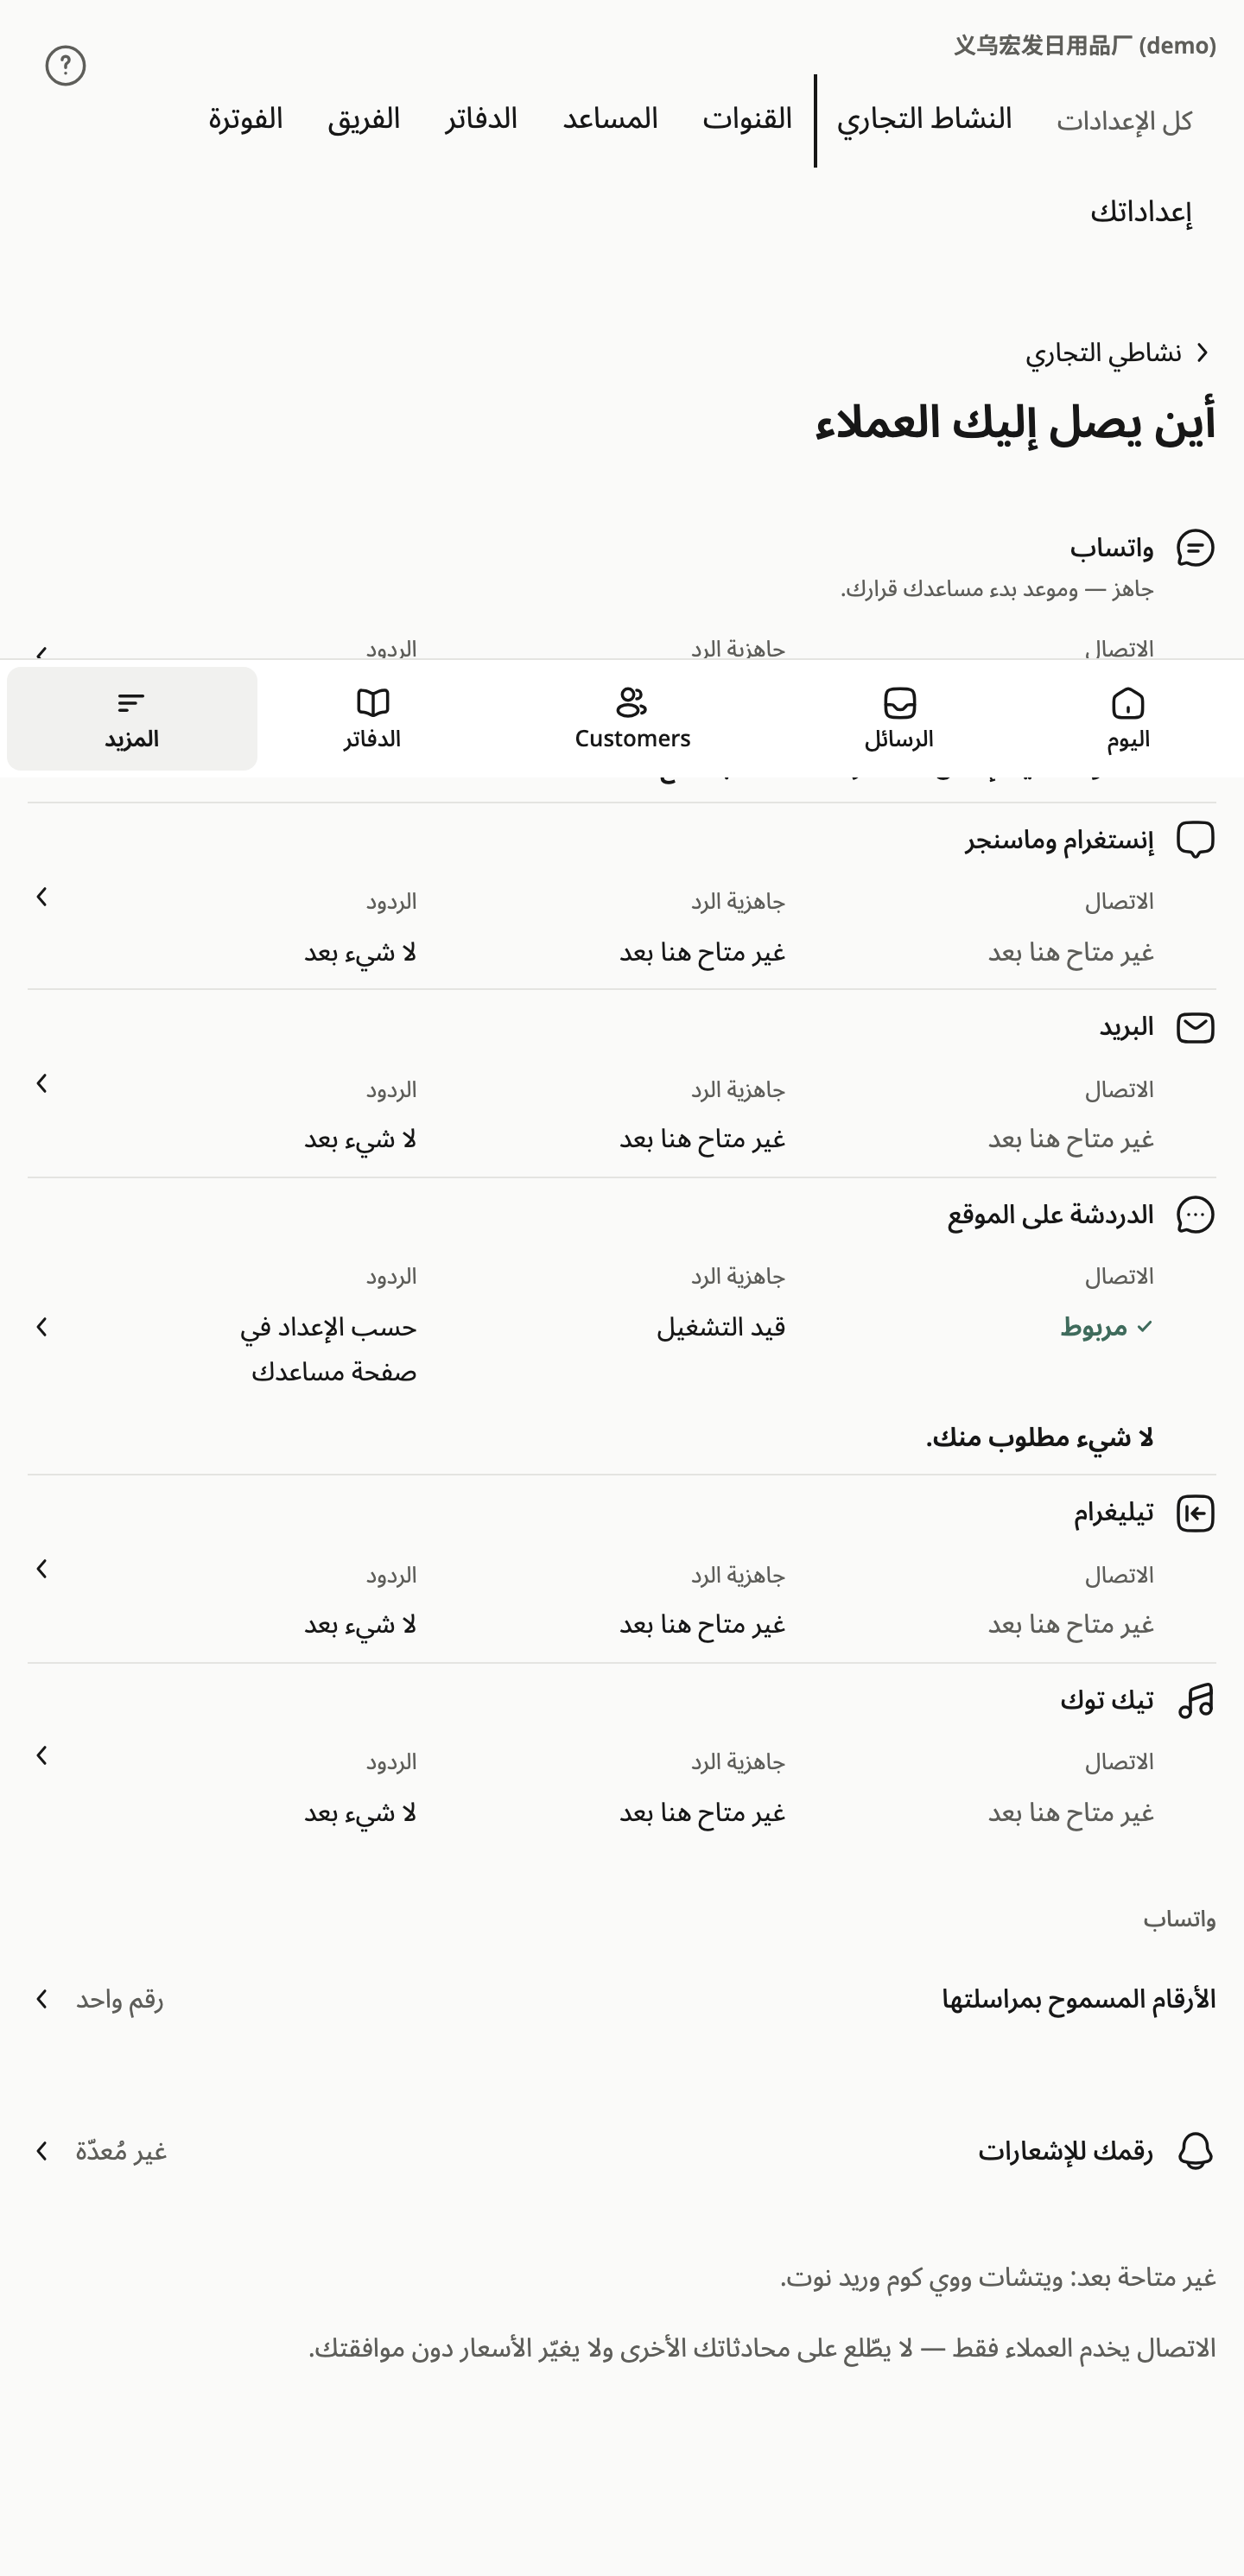 义乌宏发日用品厂 (demo)
كل الإعدادات
النشاط التجاري
القنوات
المساعد
الدفاتر
الفريق
الفوترة
إعداداتك
نشاطي التجاري
أين يصل إليك العملاء
واتساب
جاهز — وموعد بدء مساعدك قرارك.
الاتصال
جاهزية الرد
الردود
اليوم
الرسائل
Customers
الدفاتر
المزيد
إنستغرام وماسنجر
الاتصال
جاهزية الرد
الردود
غير متاح هنا بعد
غير متاح هنا بعد
لا شيء بعد
البريد
الاتصال
جاهزية الرد
الردود
غير متاح هنا بعد
غير متاح هنا بعد
لا شيء بعد
الدردشة على الموقع
الاتصال
جاهزية الرد
الردود
مربوط
قيد التشغيل
حسب الإعداد في
صفحة مساعدك
لا شيء مطلوب منك.
تيليغرام
الاتصال
جاهزية الرد
الردود
غير متاح هنا بعد
غير متاح هنا بعد
لا شيء بعد
تيك توك
الاتصال
جاهزية الرد
الردود
غير متاح هنا بعد
غير متاح هنا بعد
لا شيء بعد
واتساب
الأرقام المسموح بمراسلتها
رقم واحد
رقمك للإشعارات
غير مُعدّة
غير متاحة بعد: ويتشات ووي كوم وريد نوت.
الاتصال يخدم العملاء فقط — لا يطّلع على محادثاتك الأخرى ولا يغيّر الأسعار دون موافقتك.